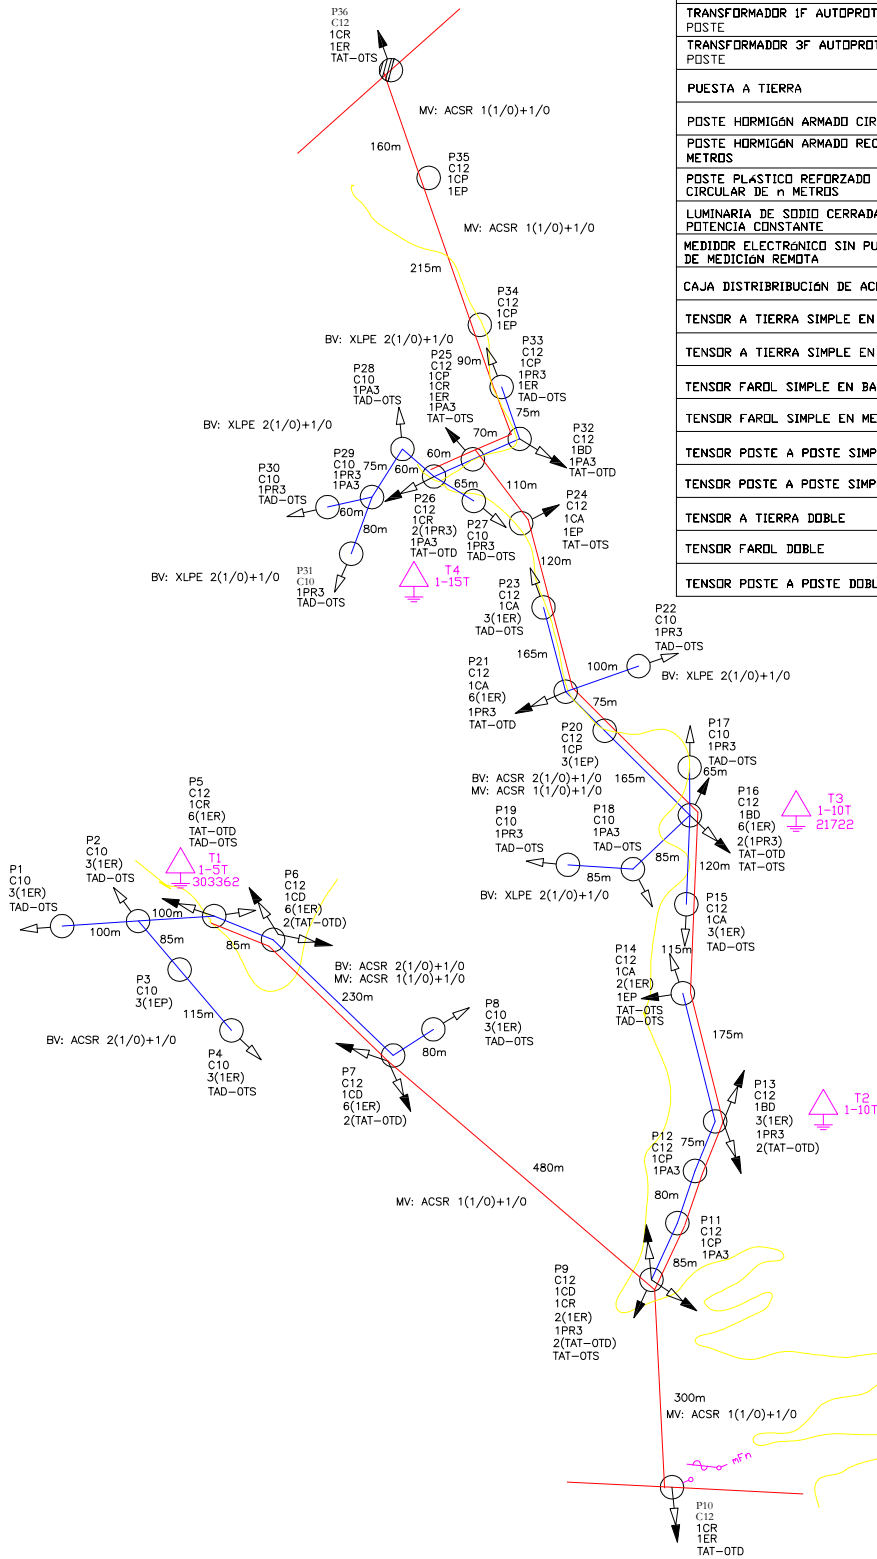 P36
C12
1CR
1ER
TAT-0TS
MV: ACSR 1(1/0)+1/0
160m
P35
C12
1CP
1EP
MV: ACSR 1(1/0)+1/0
215m
P34
C12
1CP
1EP
BV: XLPE 2(1/0)+1/0
90m
P33
C12
1CP
1PR3
1ER
TAD-0TS
75m
P25
C12
1CP
1CR
1ER
1PA3
TAT-0TS
P28
C10
1PA3
TAD-0TS
BV: XLPE 2(1/0)+1/0
70m
60m
P32
C12
1BD
1PA3
TAT-0TD
P29
C10
1PR3
1PA3
75m
60m
65m
P30
C10
1PR3
TAD-0TS
60m
80m
110m
P26
C12
1CR
2(1PR3)
1PA3
TAT-0TD
P27
C10
1PR3
TAD-0TS
P24
C12
1CA
1EP
TAT-0TS
120m
BV: XLPE 2(1/0)+1/0
P31
C10
1PR3
TAD-0TS
T4
1-15T
P23
C12
1CA
3(1ER)
TAD-0TS
165m
P22
C10
1PR3
TAD-0TS
100m
BV: XLPE 2(1/0)+1/0
P21
C12
1CA
6(1ER)
1PR3
TAT-0TD
75m
P20
C12
1CP
3(1EP)
165m
P17
C10
1PR3
TAD-0TS
65m
BV: ACSR 2(1/0)+1/0
MV: ACSR 1(1/0)+1/0
P16
C12
1BD
6(1ER)
2(1PR3)
TAT-0TD
TAT-0TS
T3
1-10T
21722
P19
C10
1PR3
TAD-0TS
P18
C10
1PA3
TAD-0TS
85m
85m
BV: XLPE 2(1/0)+1/0
120m
P15
C12
1CA
3(1ER)
TAD-0TS
115m
P14
C12
1CA
2(1ER)
1EP
TAT-0TS
TAD-0TS
175m
P5
C12
1CR
6(1ER)
TAT-0TD
TAD-0TS
T1
1-5T
303362
P2
C10
3(1ER)
TAD-0TS
P1
C10
3(1ER)
TAD-0TS
P6
C12
1CD
6(1ER)
2(TAT-0TD)
100m
100m
85m
85m
BV: ACSR 2(1/0)+1/0
MV: ACSR 1(1/0)+1/0
230m
P3
C10
3(1EP)
115m
BV: ACSR 2(1/0)+1/0
P4
C10
3(1ER)
TAD-0TS
P8
C10
3(1ER)
TAD-0TS
80m
P7
C12
1CD
6(1ER)
2(TAT-0TD)
P13
C12
1BD
3(1ER)
1PR3
2(TAT-0TD)
T2
1-10T
75m
P12
C12
1CP
1PA3
80m
480m
MV: ACSR 1(1/0)+1/0
P11
C12
1CP
1PA3
85m
P9
C12
1CD
1CR
2(1ER)
1PR3
2(TAT-0TD)
TAT-0TS
300m
MV: ACSR 1(1/0)+1/0
mFn
P10
C12
1CR
1ER
TAT-0TD
TRANSFORMADOR 1F AUTOPROT
POSTE
TRANSFORMADOR 3F AUTOPROT
POSTE
PUESTA A TIERRA
POSTE HORMIGóN ARMADO CIR
POSTE HORMIGóN ARMADO REC
METROS
POSTE PLáSTICO REFORZADO
CIRCULAR DE n METROS
LUMINARIA DE SODIO CERRADA
POTENCIA CONSTANTE
MEDIDOR ELECTRóNICO SIN PU
DE MEDICIóN REMOTA
CAJA DISTRIBRIBUCIóN DE ACE
TENSOR A TIERRA SIMPLE EN
TENSOR A TIERRA SIMPLE EN
TENSOR FAROL SIMPLE EN BA
TENSOR FAROL SIMPLE EN ME
TENSOR POSTE A POSTE SIMP
TENSOR POSTE A POSTE SIMP
TENSOR A TIERRA DOBLE
TENSOR FAROL DOBLE
TENSOR POSTE A POSTE DOBL